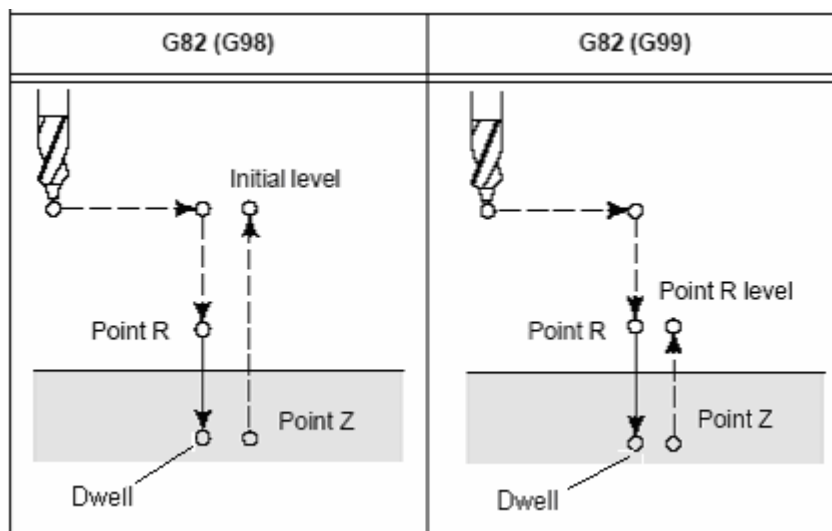 G82 (G98)
G82 (G99)
Initial level
Point R
Point Z
Dwell
Point R level
Point R
Point Z
Dwell